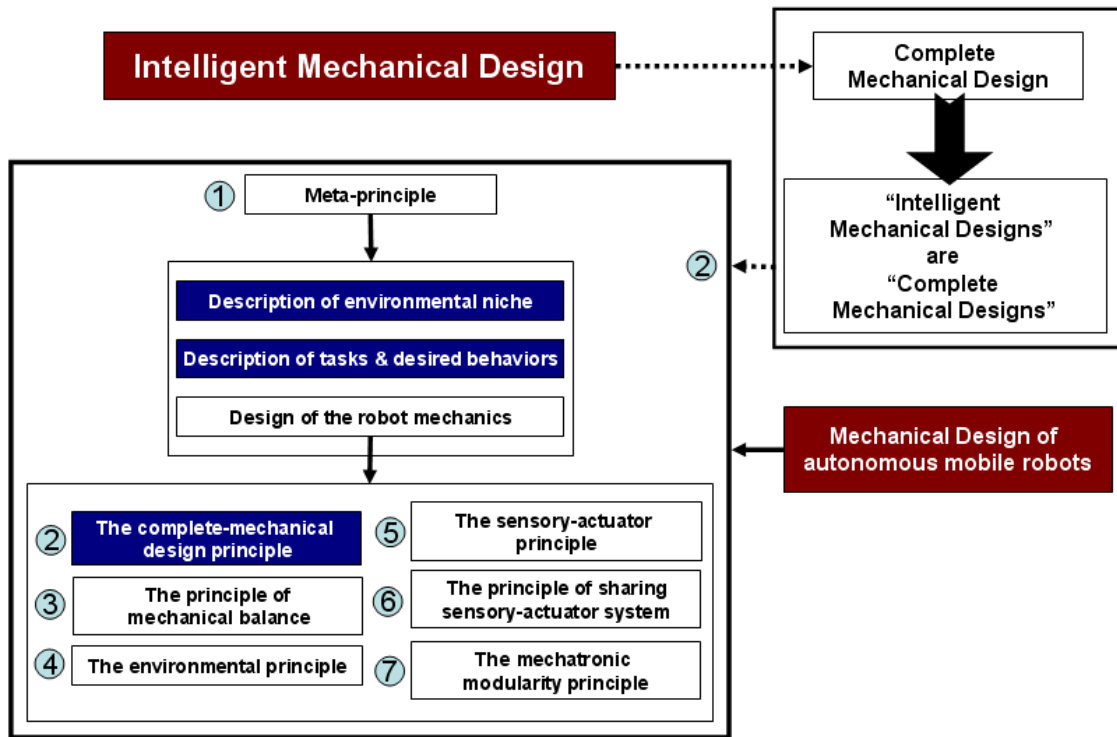 Intelligent Mechanical Design
Complete
Mechanical Design
“Intelligent
Mechanical Designs”
are
“Complete
Mechanical Designs”
2
1
Meta-principle
Description of environmental niche
Description of tasks & desired behaviors
Design of the robot mechanics
Mechanical Design of
autonomous mobile robots
2
The complete-mechanical
design principle
3
The principle of
mechanical balance
4
The environmental principle
5
The sensory-actuator
principle
6
The principle of sharing
sensory-actuator system
7
The mechatronic
modularity principle